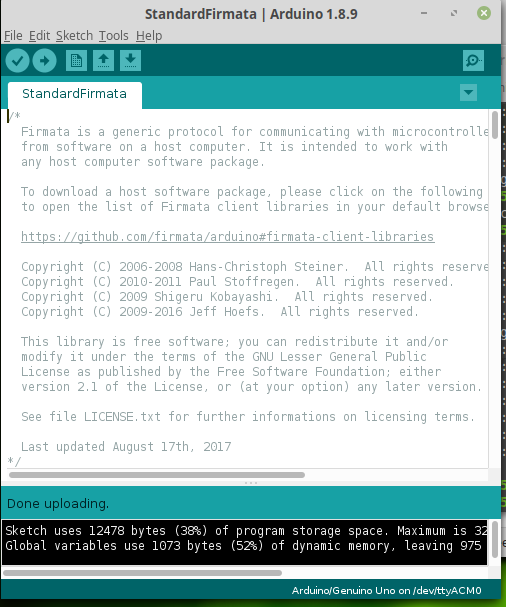 StandardFirmata | Arduino 1.8.9
File Edit Sketch Tools Help
StandardFirmata
/*
Firmata is a generic protocol for communicating with microcontrolle
from software on a host computer. It is intended to work with
any host computer software package.
To download a host software package, please click on the following
to open the list of Firmata client libraries in your default browse
https://github.com/firmata/arduino#firmata-client-libraries
Copyright (C) 2006-2008 Hans-Christoph Steiner.  All rights reserve
Copyright (C) 2010-2011 Paul Stoffregen.  All rights reserved.
Copyright (C) 2009 Shigeru Kobayashi.  All rights reserved.
Copyright (C) 2009-2016 Jeff Hoefs.  All rights reserved.
This library is free software; you can redistribute it and/or
modify it under the terms of the GNU Lesser General Public
License as published by the Free Software Foundation; either
version 2.1 of the License, or (at your option) any later version.
See file LICENSE.txt for further informations on licensing terms.
Last updated August 17th, 2017
*/
Done uploading.
Sketch uses 12478 bytes (38%) of program storage space. Maximum is 32
Global variables use 1073 bytes (52%) of dynamic memory, leaving 975
Arduino/Genuino Uno on /dev/ttyACM0